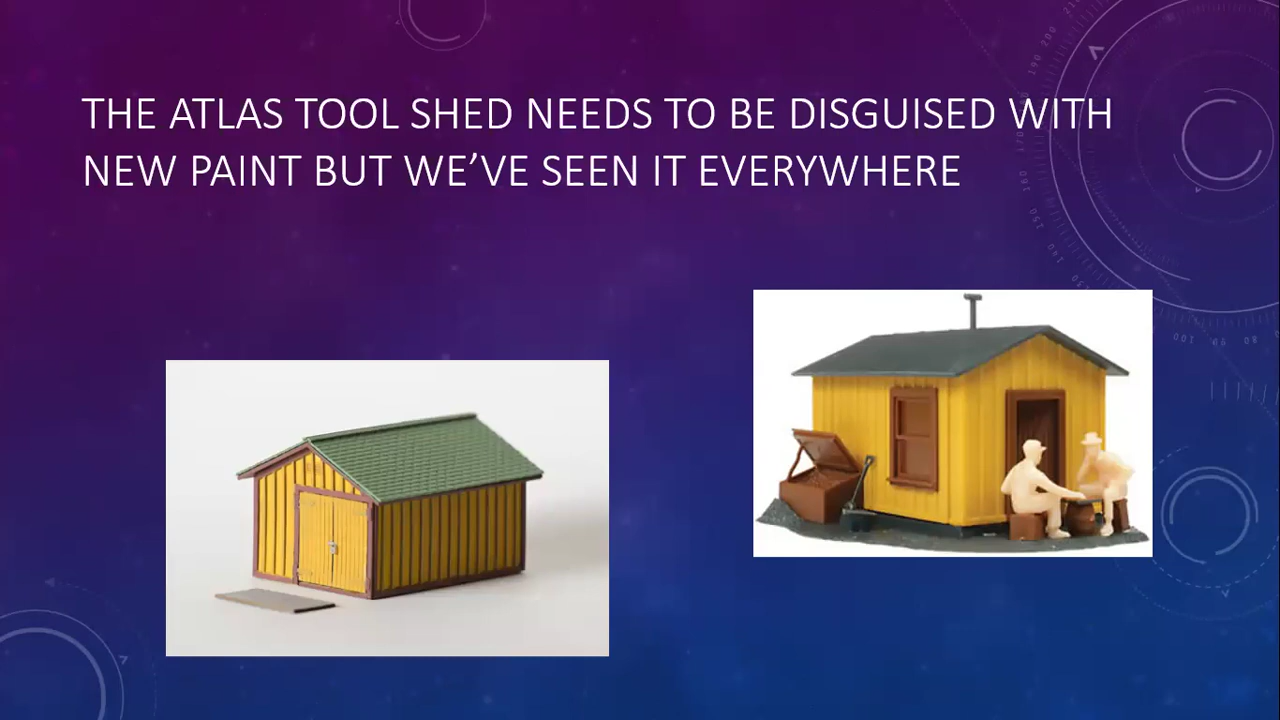 THE ATLAS TOOL SHED NEEDS TO BE DISGUISED WITH
NEW PAINT BUT WE’VE SEEN IT EVERYWHERE